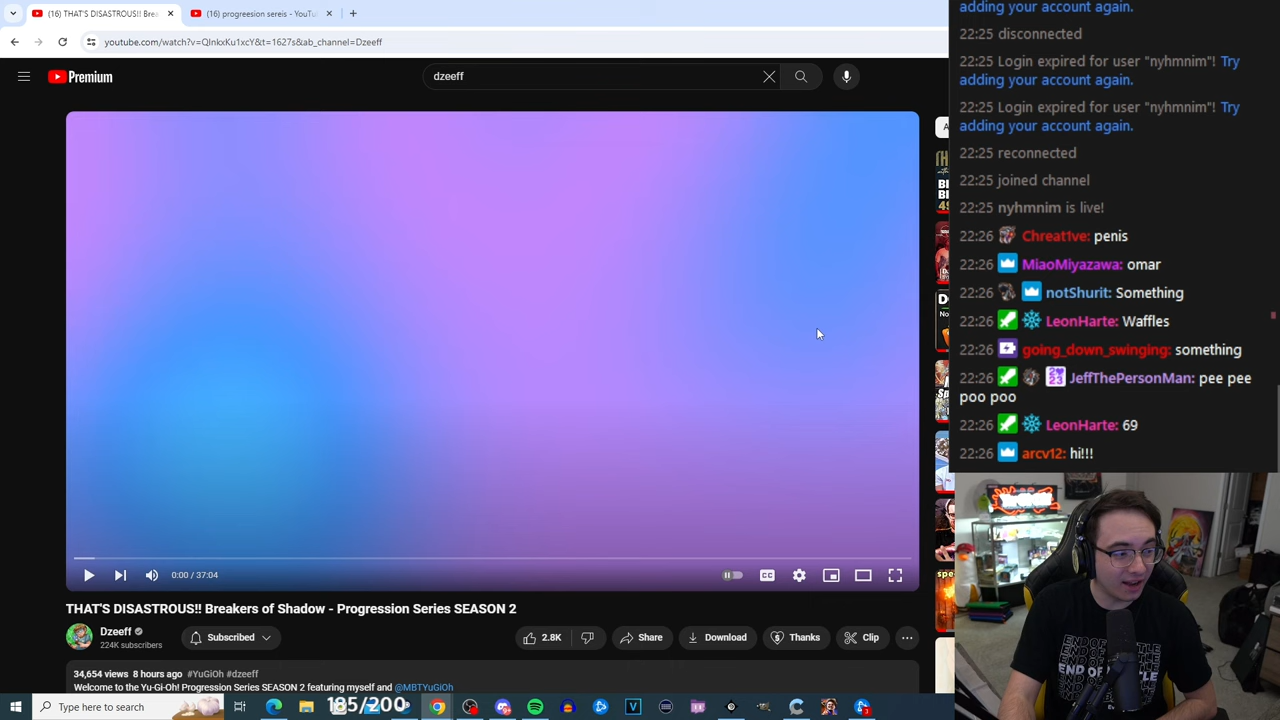 (16) THAT'S DISASTROUS!! Brea
(16) progreesion sereis - YouTu
youtube.com/watch?v=QInkxKu1xcY&t=1627s&ab_channel=Dzeeff
Premium
dzeeff
0:00 / 37:04
CC
THAT'S DISASTROUS!! Breakers of Shadow - Progression Series SEASON 2
Dzeeff
224K subscribers
Subscribed
2.8K
Share
Download
Thanks
Clip
34,654 views 8 hours ago #YuGiOh #dzeeff
Welcome to the Yu-Gi-Oh! Progression Series SEASON 2 featuring myself and @MBTYuGiOh
Type here to search
185/200
adding your account again.
22:25 disconnected
22:25 Login expired for user "nyhmnim"! Try
adding your account again.
22:25 Login expired for user "nyhmnim"! Try
adding your account again.
22:25 reconnected
22:25 joined channel
22:25 nyhmnim is live!
22:26 Chreat1ve: penis
22:26 MiaoMiyazawa: omar
22:26 notShurit: Something
22:26 LeonHarte: Waffles
22:26 going_down_swinging: something
22:26 JeffThePersonMan: pee pee
poo poo
22:26 LeonHarte: 69
22:26 arcv12: hi!!!